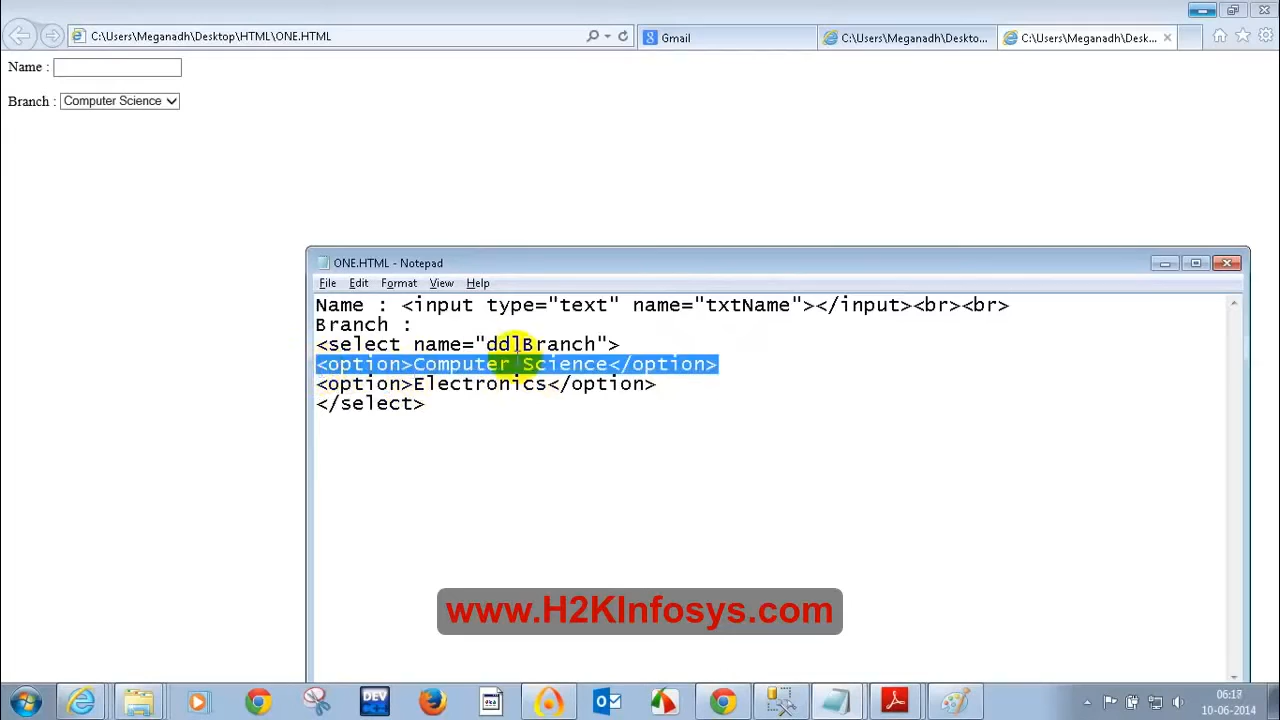 C:\Users\Meganadh\Desktop\HTML\ONE.HTML
Gmail
C:\Users\Meganadh\Deskto...
C:\Users\Meganadh\Desk...
Name :
Branch : Computer Science
ONE.HTML - Notepad
File Edit Format View Help
Name : <input type="text" name="txtName"></input><br><br>
Branch :
<select name="ddlBranch">
<option>Computer Science</option>
<option>Electronics</option>
</select>
www.H2KInfosys.com
DEV
06:18
10-06-2014